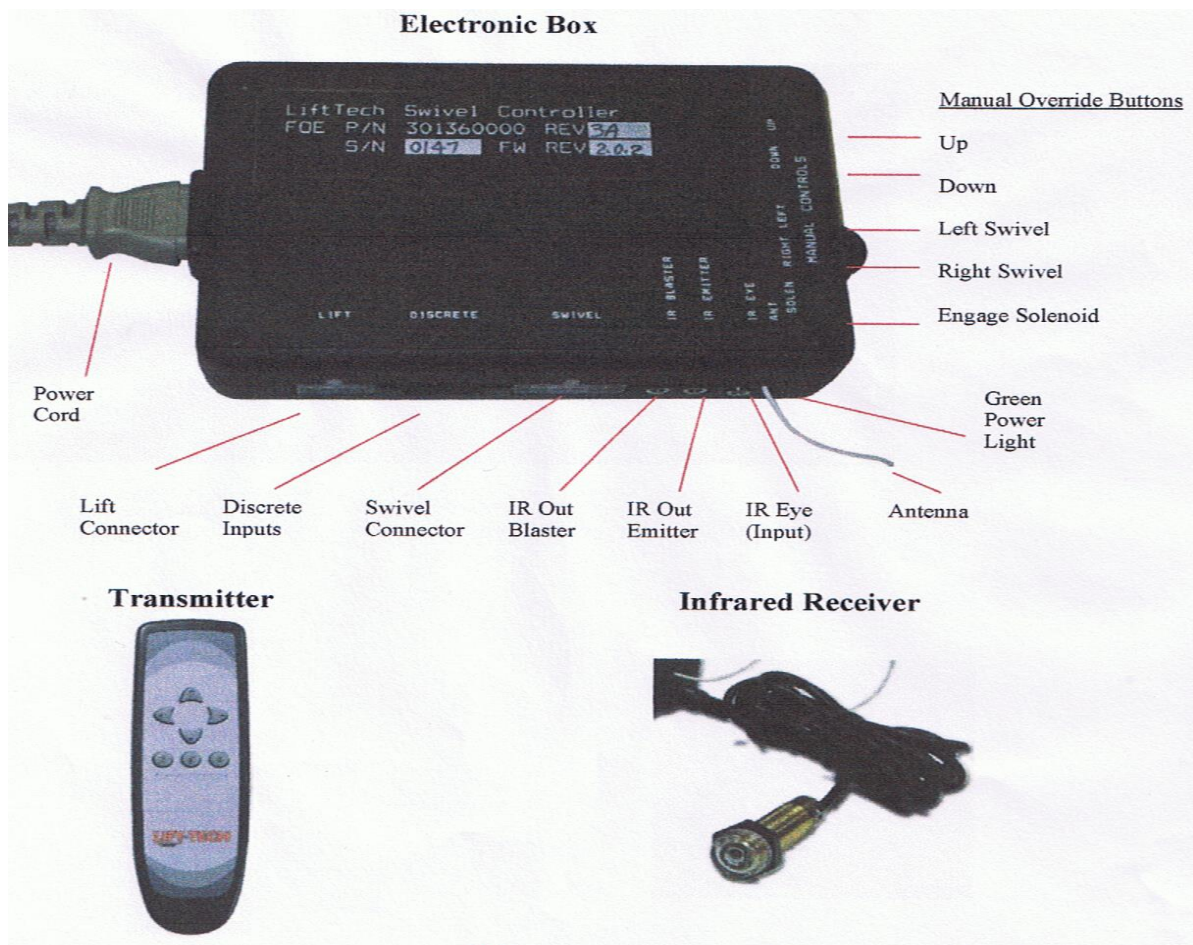 Electronic Box
LiftTech Swivel Controller
FOE P/N 301360000 REV 3A
S/N 0147 FW REV 2.0.2
UP
DOWN
LEFT
RIGHT
SOLEN
MANUAL CONTROLS
ANT
IR EYE
IR EMITTER
IR BLASTER
LIFT
DISCRETE
SWIVEL
Manual Override Buttons
Up
Down
Left Swivel
Right Swivel
Engage Solenoid
Power
Cord
Green
Power
Light
Lift
Connector
Discrete
Inputs
Swivel
Connector
IR Out
Blaster
IR Out
Emitter
IR Eye
(Input)
Antenna
Transmitter
Infrared Receiver
LIFT-TECH